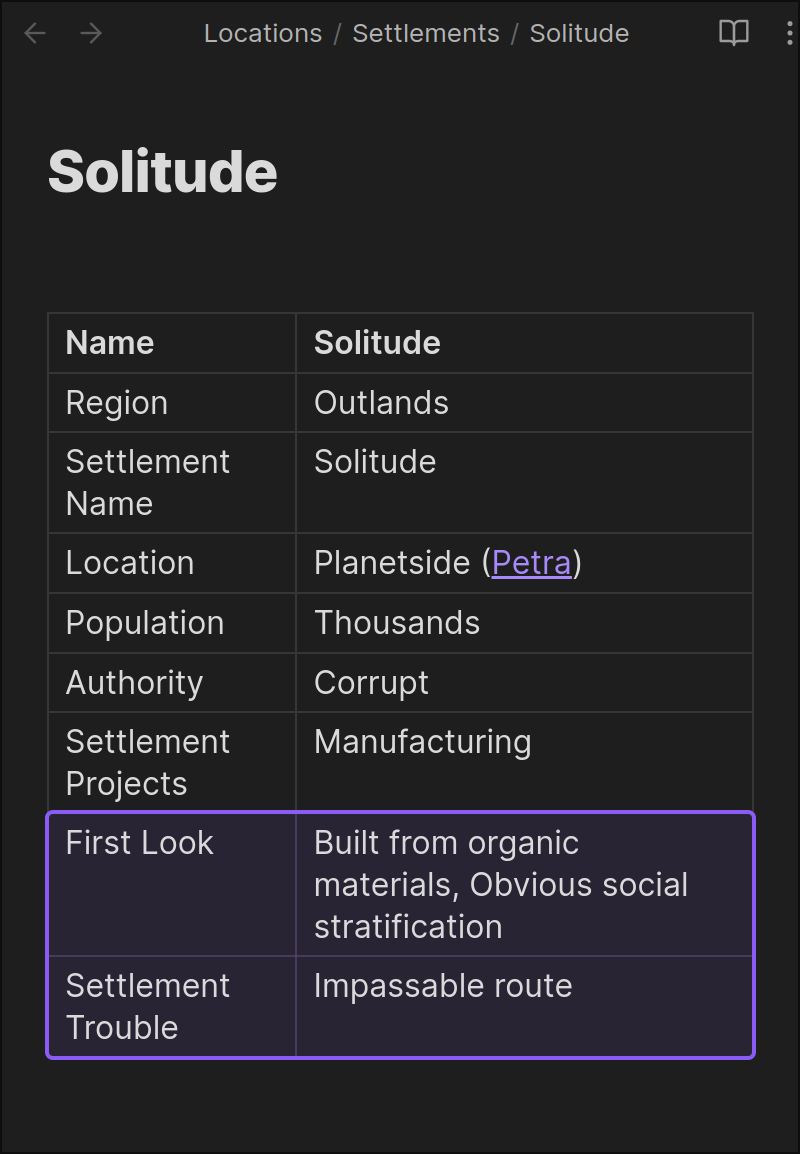 Locations / Settlements / Solitude
Solitude
Name Solitude
Region Outlands
Settlement Solitude
Name
Location Planetside (Petra)
Population Thousands
Authority Corrupt
Settlement Manufacturing
Projects
First Look Built from organic
materials, Obvious social
stratification
Settlement Impassable route
Trouble